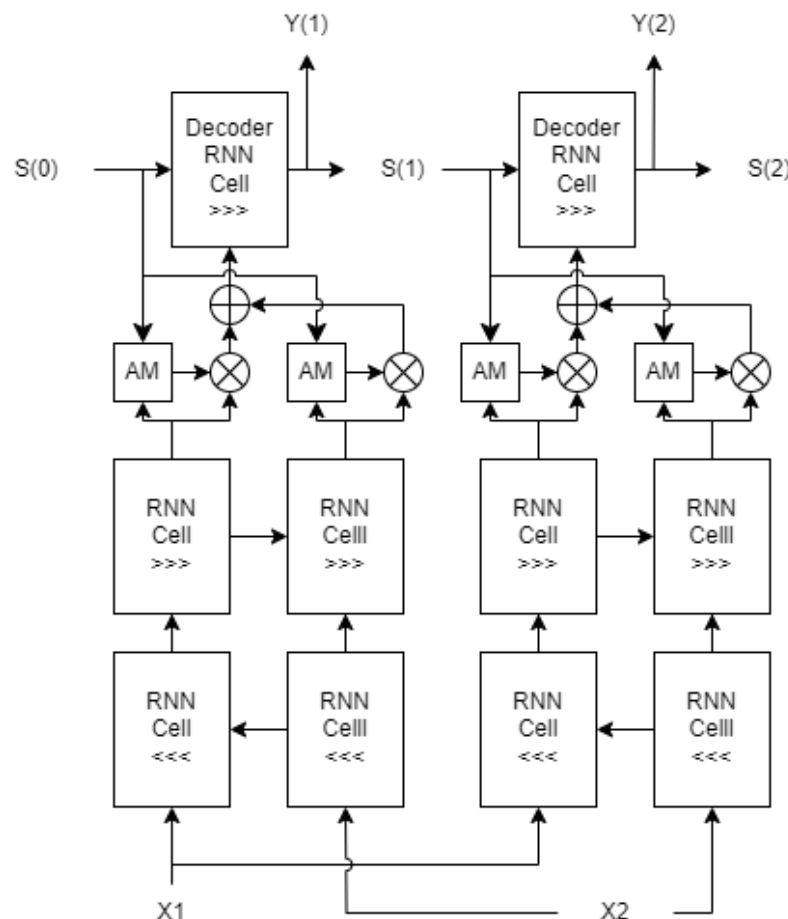 Y(1)
Y(2)
S(0)
Decoder
RNN
Cell
>>>
S(1)
Decoder
RNN
Cell
>>>
S(2)
AM
AM
AM
AM
RNN
Cell
>>>
RNN
Celll
>>>
RNN
Cell
>>>
RNN
Celll
>>>
RNN
Cell
<<<
RNN
Celll
<<<
RNN
Cell
<<<
RNN
Celll
<<<
X1
X2